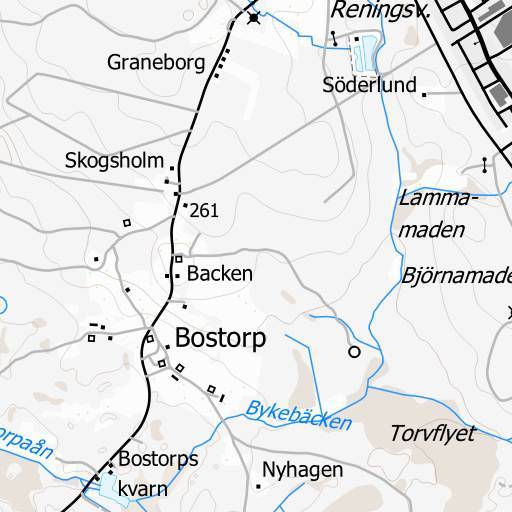 Reningsv.
Graneborg
Söderlund
Skogsholm
261
Lamma-
maden
Backen
Björnamade
Bostorp
Bykebäcken
Torvflyet
orpaån
Bostorps
kvarn
Nyhagen